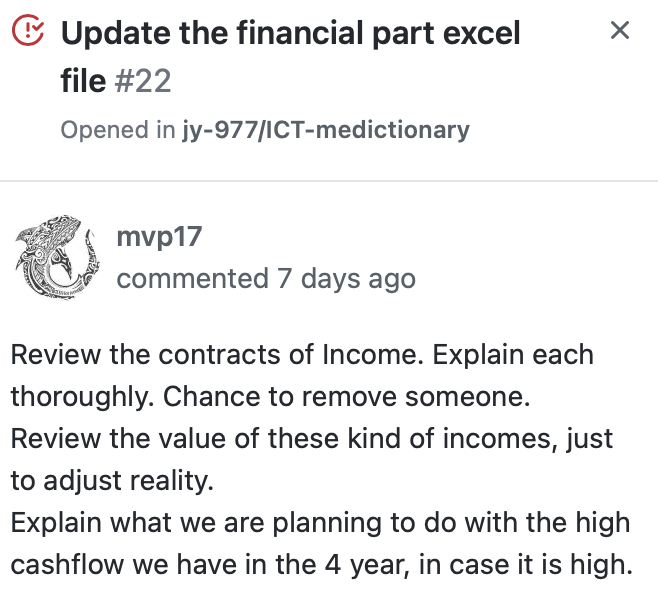 Update the financial part excel
file #22
Opened in jy-977/ICT-medictionary
mvp17
commented 7 days ago
Review the contracts of Income. Explain each
thoroughly. Chance to remove someone.
Review the value of these kind of incomes, just
to adjust reality.
Explain what we are planning to do with the high
cashflow we have in the 4 year, in case it is high.